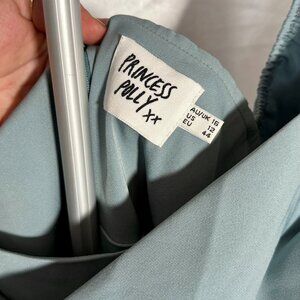 PRINCESS
POLLY xx
AU/UK 16
US 12
EU 44